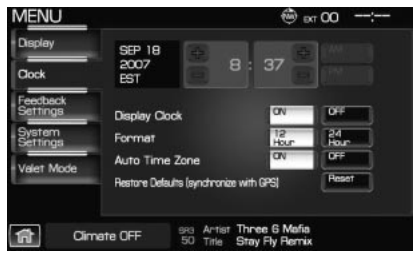 MENU
EXT 00 --:--
Display
SEP 18
2007
EST
8 : 37
Clock
Feedback
Settings
System
Settings
Valet Mode
Display Clock ON OFF
Format 12 Hour 24 Hour
Auto Time Zone ON OFF
Restore Defaults (synchronize with GPS) Reset
Climate OFF
SR3 Artist Three 6 Mafia
50 Title Stay Fly Remix